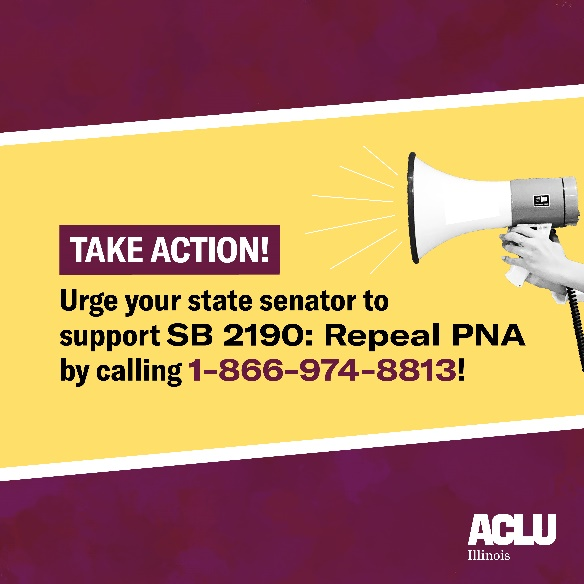 TAKE ACTION!
Urge your state senator to
support SB 2190: Repeal PNA
by calling 1-866-974-8813!
ACLU
Illinois